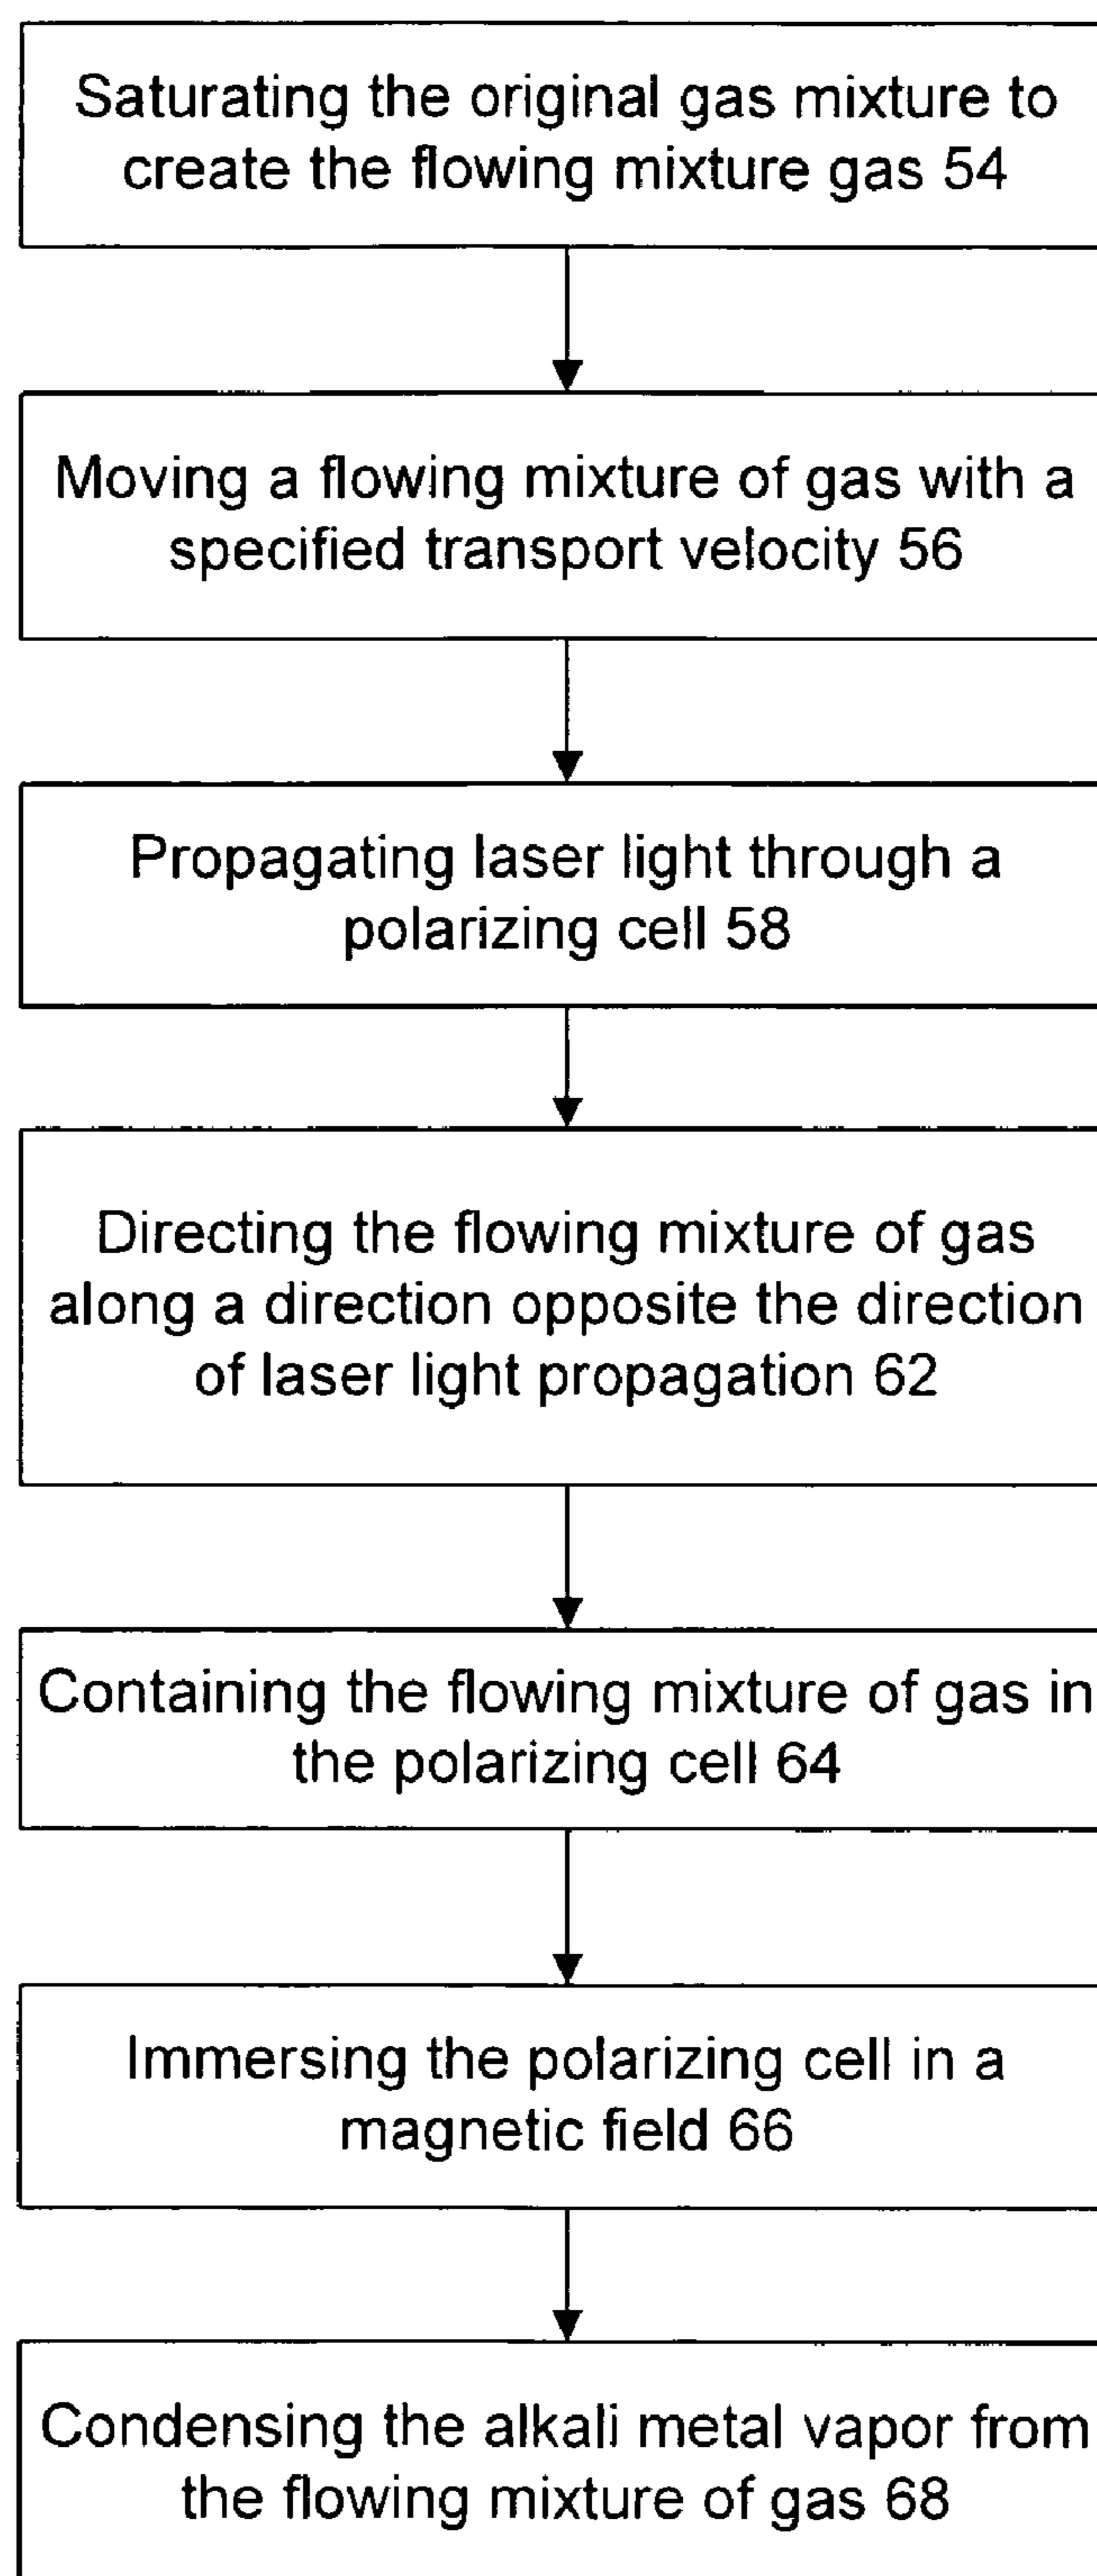 Saturating the original gas mixture to
create the flowing mixture gas 54
Moving a flowing mixture of gas with a
specified transport velocity 56
Propagating laser light through a
polarizing cell 58
Directing the flowing mixture of gas
along a direction opposite the direction
of laser light propagation 62
Containing the flowing mixture of gas in
the polarizing cell 64
Immersing the polarizing cell in a
magnetic field 66
Condensing the alkali metal vapor from
the flowing mixture of gas 68